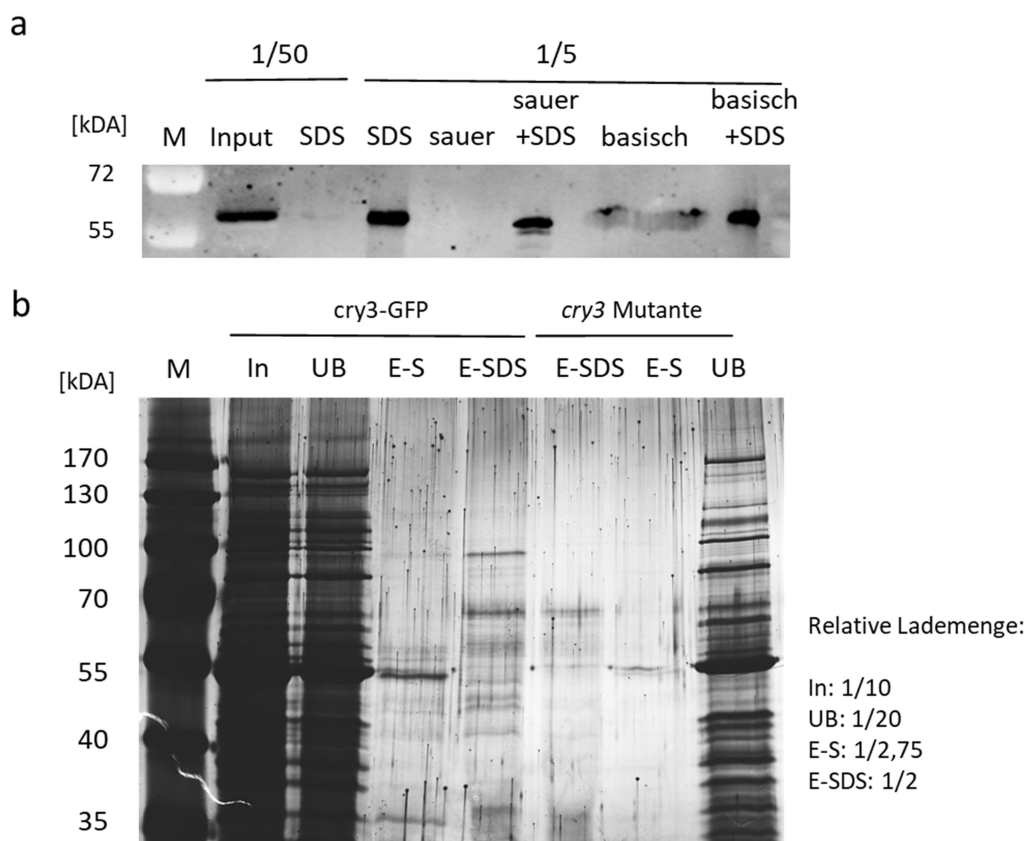 a
1/50 1/5
[kDA] M Input SDS SDS sauer sauer +SDS basisch basisch +SDS
72
55
b
cry3-GFP cry3 Mutante
[kDA] M In UB E-S E-SDS E-SDS E-S UB
170
130
100
70
55
40
35
Relative Lademenge:
In: 1/10
UB: 1/20
E-S: 1/2,75
E-SDS: 1/2